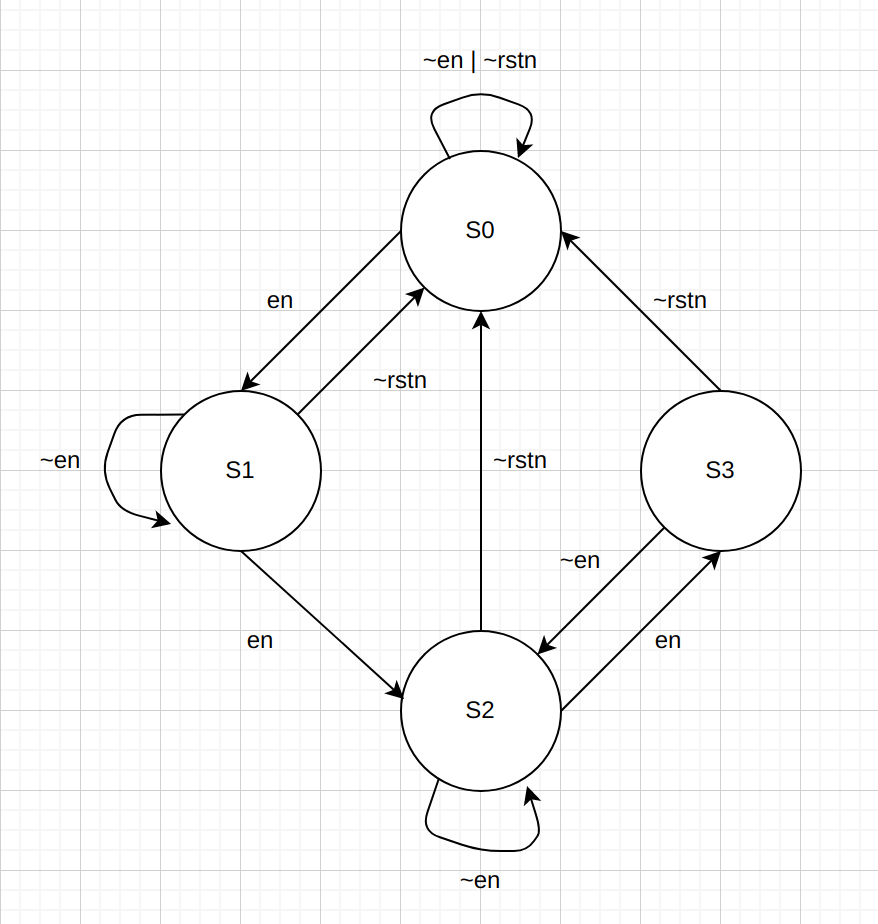 ~en | ~rstn
S0
en
~rstn
~rstn
~en
S1
~rstn
S3
~en
en
en
S2
~en